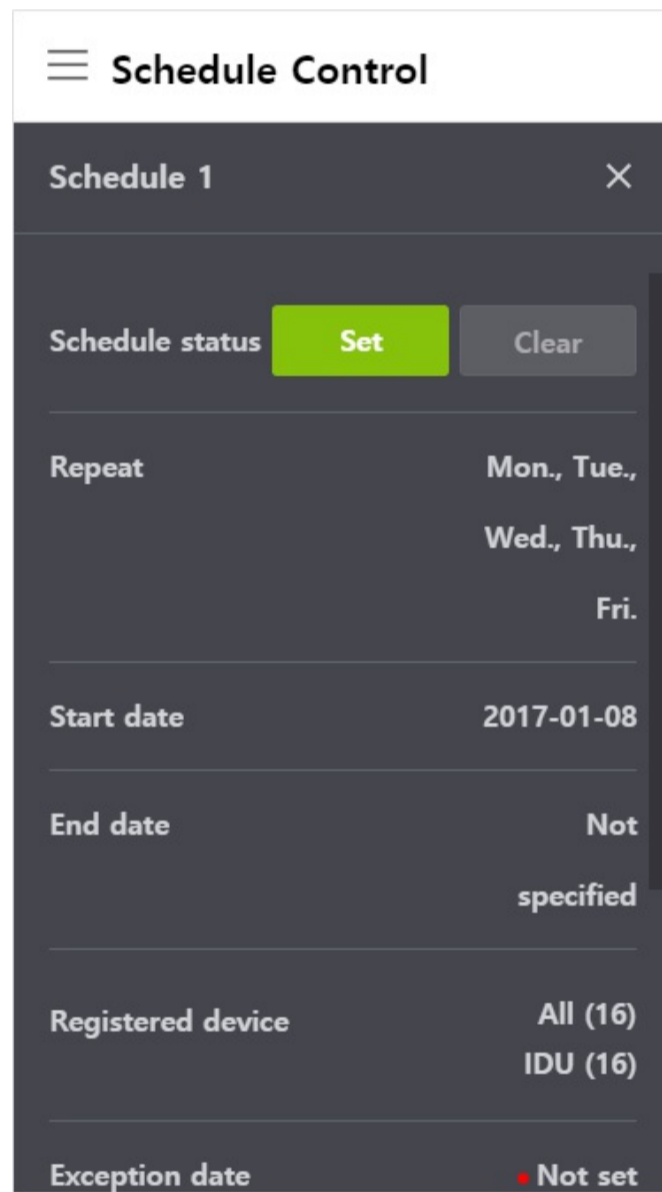 Schedule Control
Schedule 1
Schedule status Set Clear
Repeat Mon., Tue.,
Wed., Thu.,
Fri.
Start date 2017-01-08
End date Not
specified
Registered device All (16)
IDU (16)
Exception date Not set